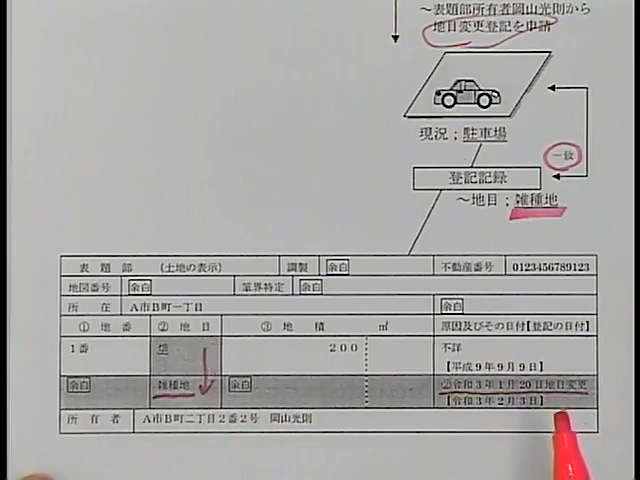 ～表題部所有者岡山光則から
地目変更登記を申請
現況；駐車場
一致
登記記録
～地目；雑種地
表題部 （土地の表示） 調製 余白 不動産番号 0123456789123
地図番号 余白 筆界特定 余白
所在 A市B町一丁目 余白
①地番 ②地目 ③地積 ㎡ 原因及びその日付【登記の日付】
1番 畑 200 不詳
【平成9年9月9日】
余白 雑種地 余白 ②令和3年1月20日地目変更
【令和3年2月3日】
所有者 A市B町二丁目2番2号 岡山光則